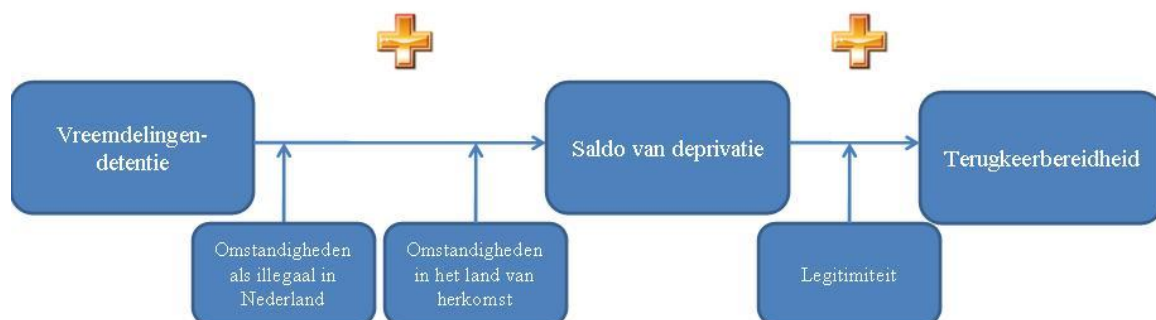 Vreemdelingen-
detentie
Saldo van deprivatie
Terugkeerbereidheid
Omstandigheden
als illegaal in
Nederland
Omstandigheden
in het land van
herkomst
Legitimiteit